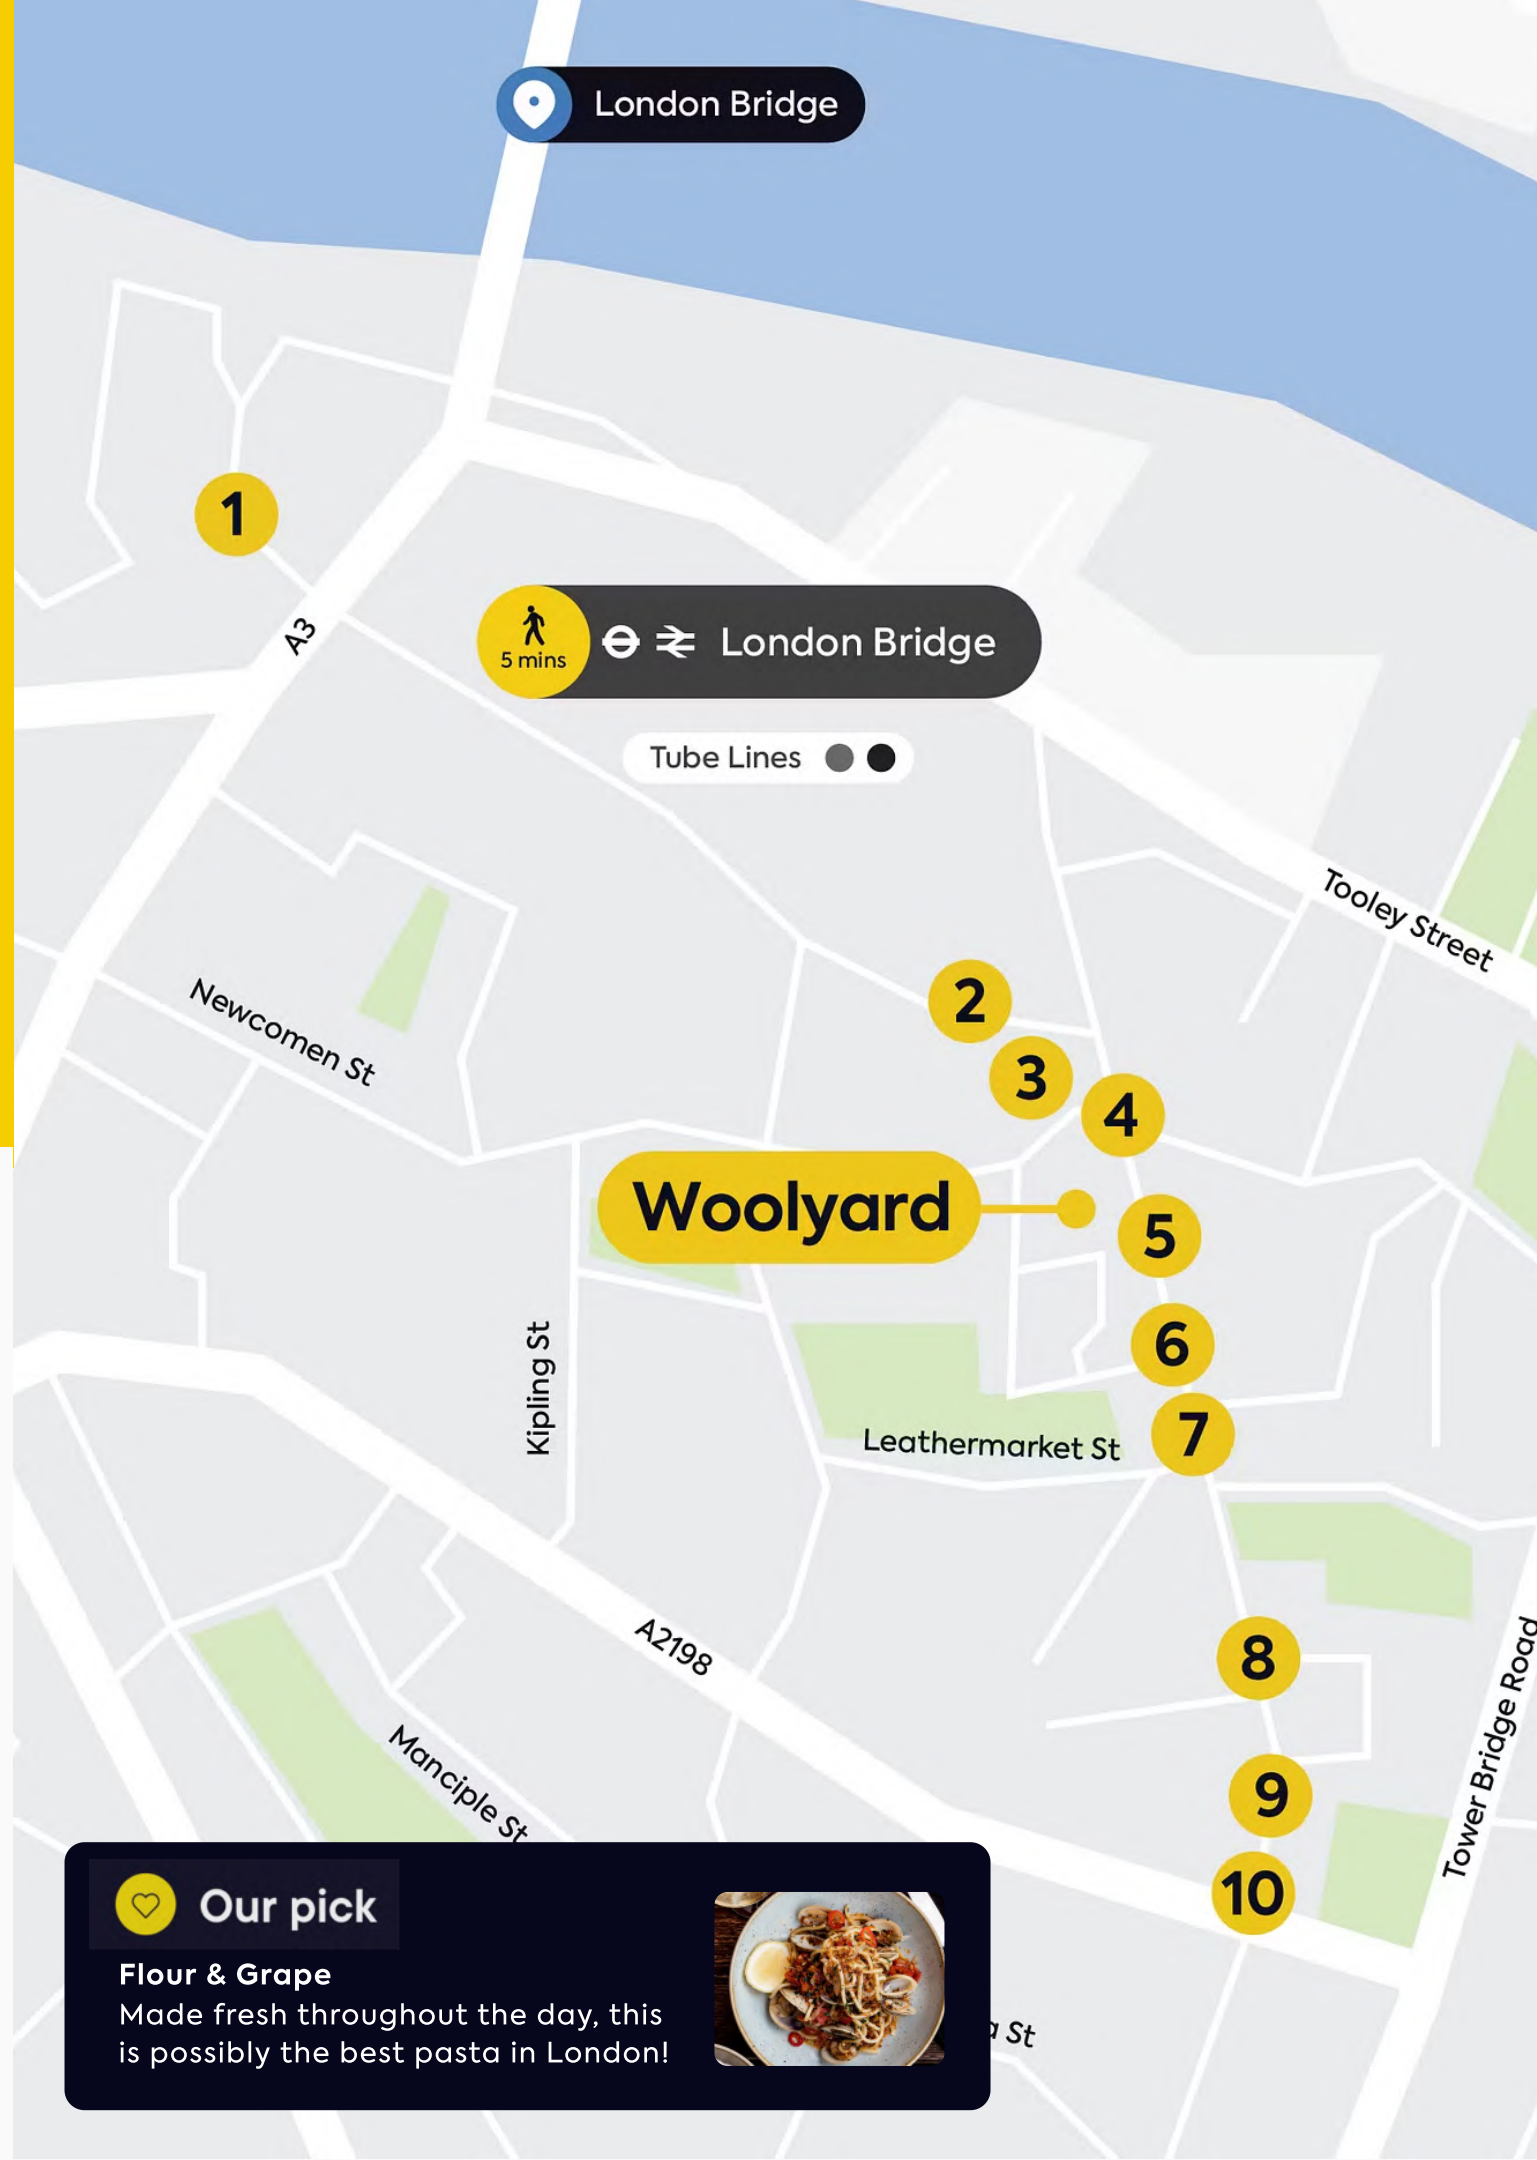 London Bridge
1
A3
5 mins
London Bridge
Tube Lines
Tooley Street
2
Newcomen St
3
4
Woolyard
5
6
Kipling St
7
Leathermarket St
8
A2198
Tower Bridge Road
Manciple St
9
10
Our pick
Flour & Grape
Made fresh throughout the day, this
is possibly the best pasta in London!
St